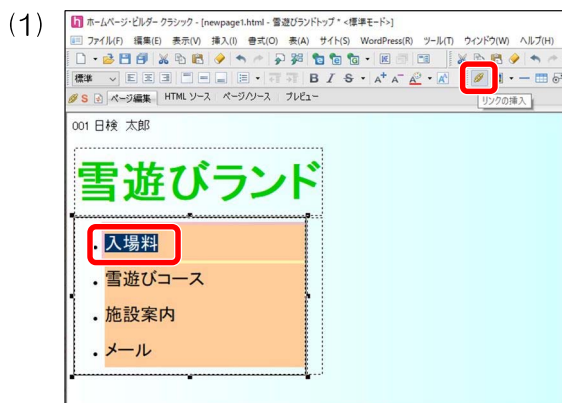 (1)
ホームページ・ビルダー クラシック - [newpage1.html - 雪遊びランドトップ * <標準モード>]
ファイル(F) 編集(E) 表示(V) 挿入(I) 書式(O) 表(A) サイト(S) WordPress(R) ツール(T) ウィンドウ(W) ヘルプ(H)
標準
B I S A+ A-
S ページ編集 HTML ソース ページ/ソース プレビュー
リンクの挿入
001 日検 太郎
雪遊びランド
・入場料
・雪遊びコース
・施設案内
・メール